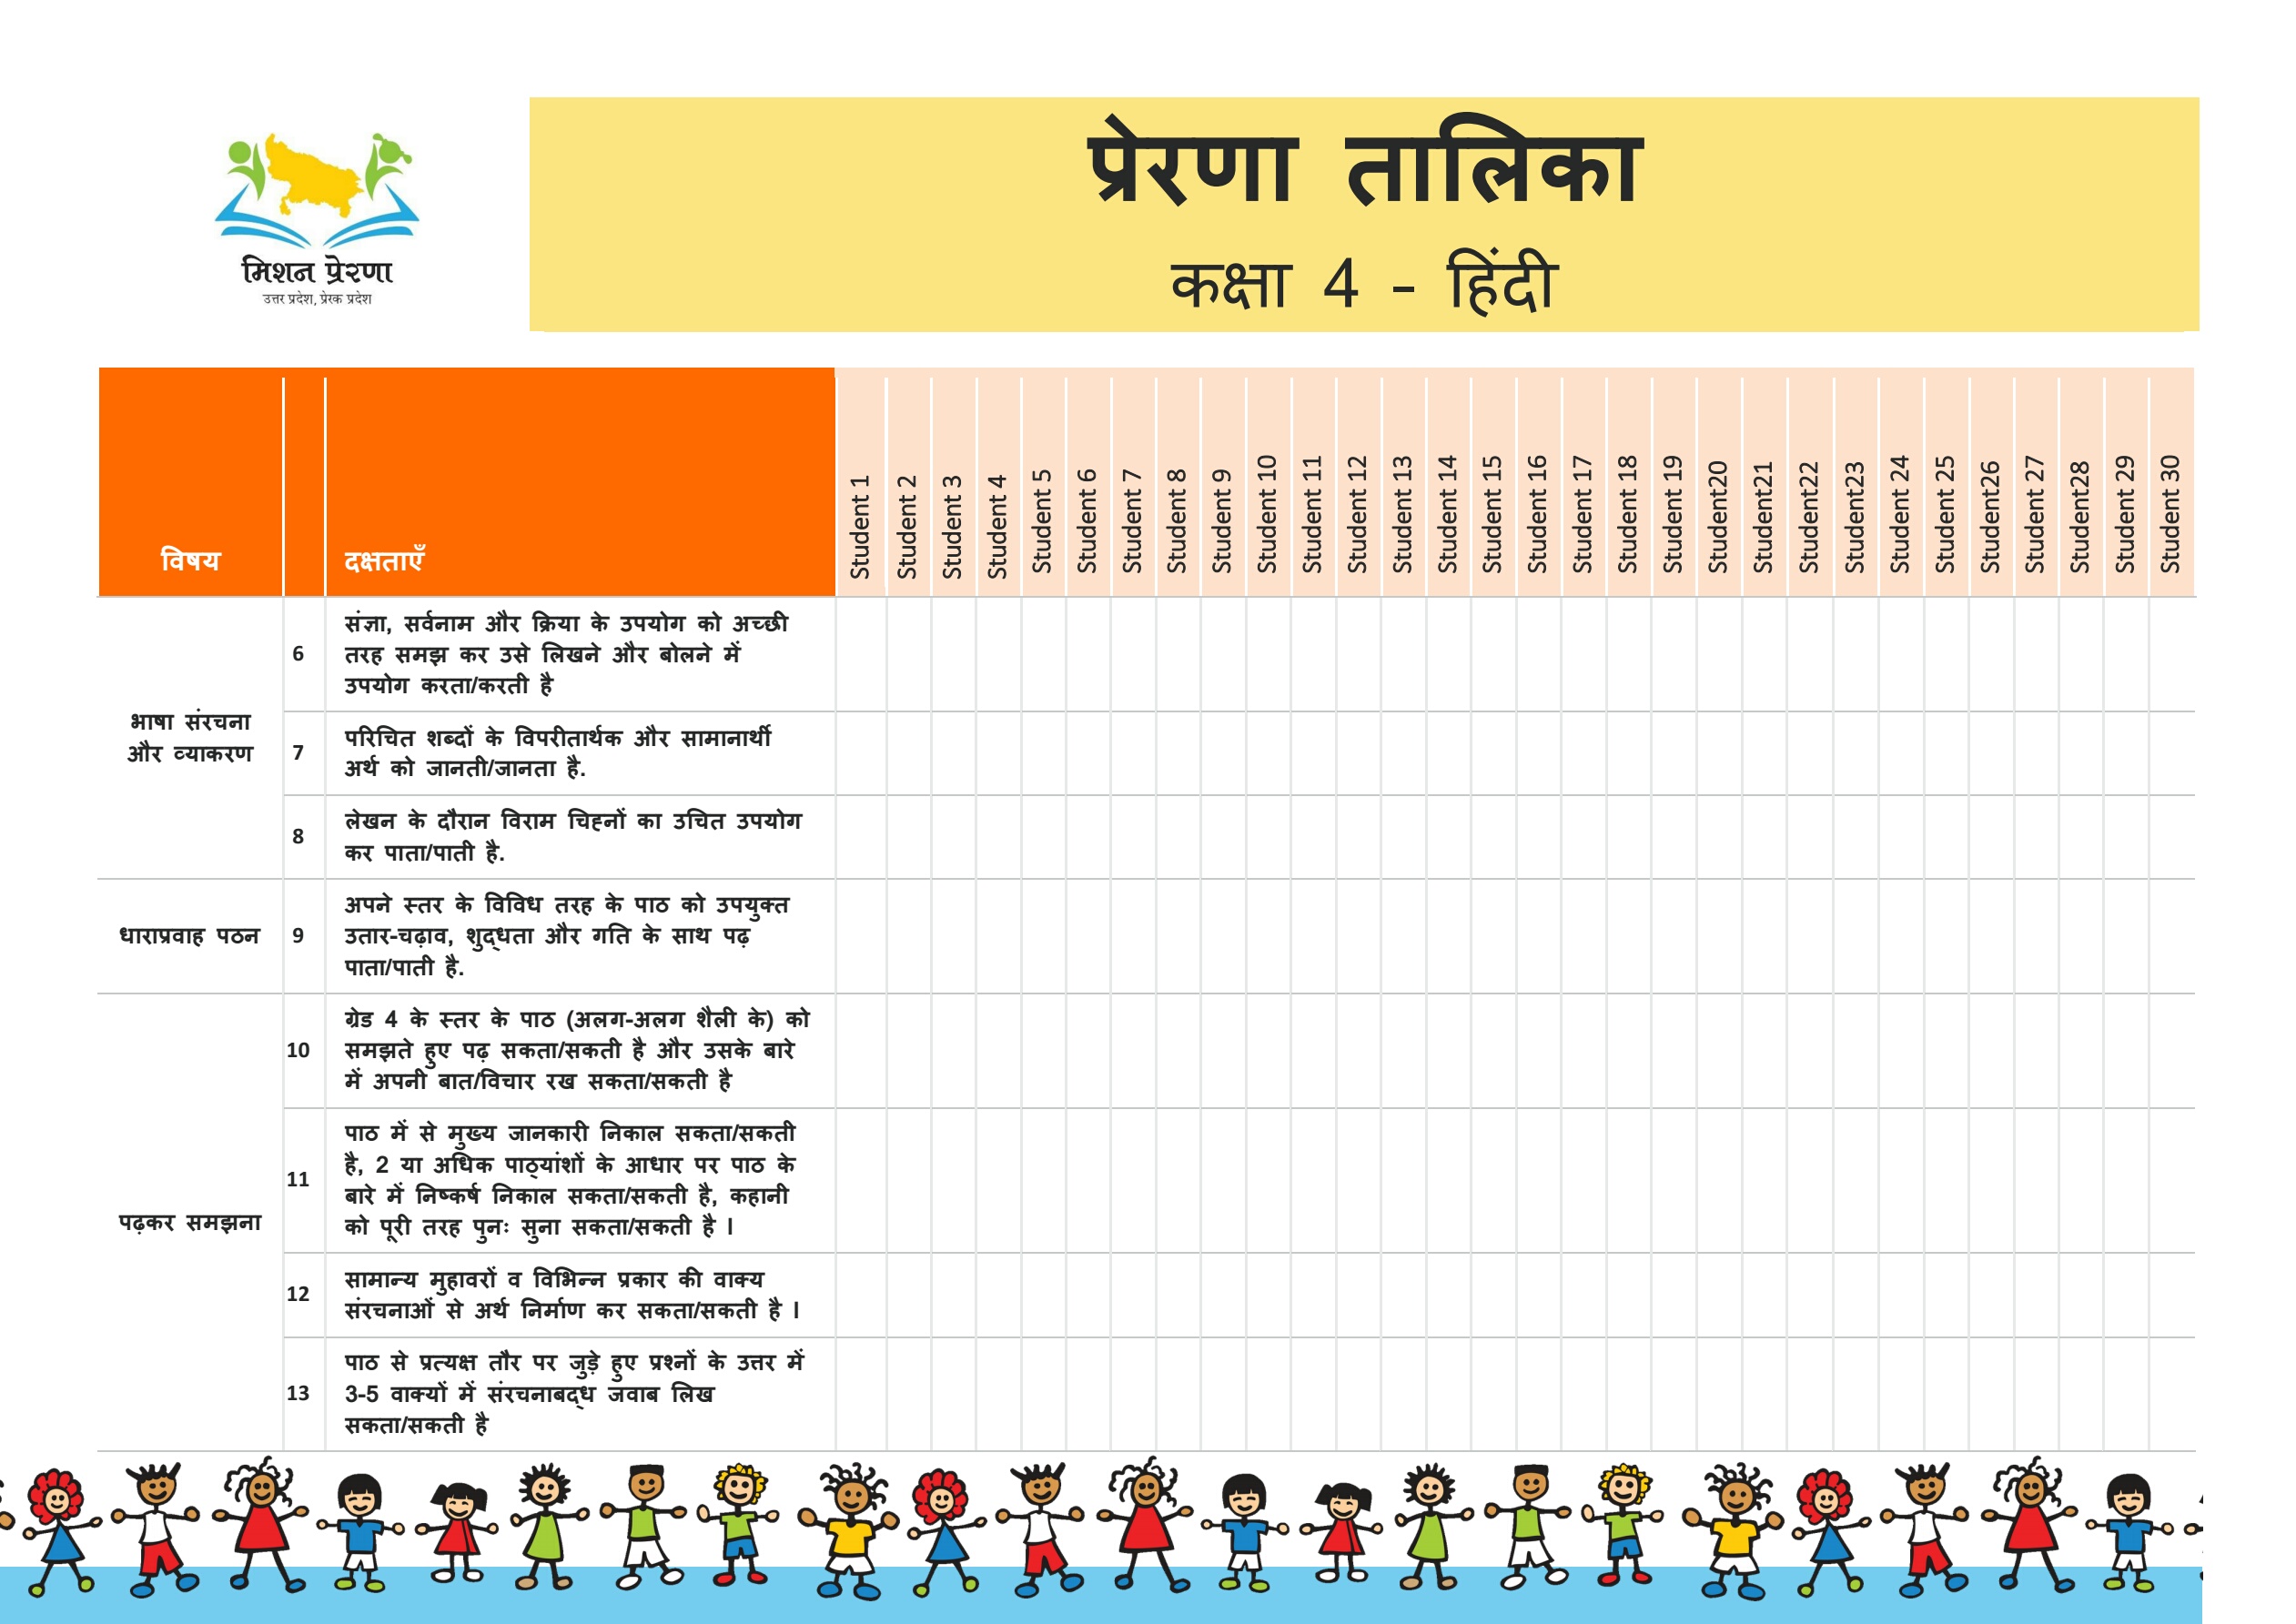 प्रेरणा तालिका
कक्षा 4 - हिंदी
मिशन प्रेरणा
उत्तर प्रदेश, प्रेरक प्रदेश
विषय
दक्षताएँ
Student 1
Student 2
Student 3
Student 4
Student 5
Student 6
Student 7
Student 8
Student 9
Student 10
Student 11
Student 12
Student 13
Student 14
Student 15
Student 16
Student 17
Student 18
Student 19
Student20
Student21
Student22
Student23
Student 24
Student 25
Student26
Student 27
Student28
Student 29
Student 30
भाषा संरचना
और व्याकरण
6
संज्ञा, सर्वनाम और क्रिया के उपयोग को अच्छी
तरह समझ कर उसे लिखने और बोलने में
उपयोग करता/करती है
7
परिचित शब्दों के विपरीतार्थक और सामानार्थी
अर्थ को जानती/जानता है.
8
लेखन के दौरान विराम चिह्नों का उचित उपयोग
कर पाता/पाती है.
धाराप्रवाह पठन
9
अपने स्तर के विविध तरह के पाठ को उपयुक्त
उतार-चढ़ाव, शुद्धता और गति के साथ पढ़
पाता/पाती है.
पढ़कर समझना
10
ग्रेड 4 के स्तर के पाठ (अलग-अलग शैली के) को
समझते हुए पढ़ सकता/सकती है और उसके बारे
में अपनी बात/विचार रख सकता/सकती है
11
पाठ में से मुख्य जानकारी निकाल सकता/सकती
है, 2 या अधिक पाठ्यांशों के आधार पर पाठ के
बारे में निष्कर्ष निकाल सकता/सकती है, कहानी
को पूरी तरह पुनः सुना सकता/सकती है l
12
सामान्य मुहावरों व विभिन्न प्रकार की वाक्य
संरचनाओं से अर्थ निर्माण कर सकता/सकती है l
13
पाठ से प्रत्यक्ष तौर पर जुड़े हुए प्रश्नों के उत्तर में
3-5 वाक्यों में संरचनाबद्ध जवाब लिख
सकता/सकती है